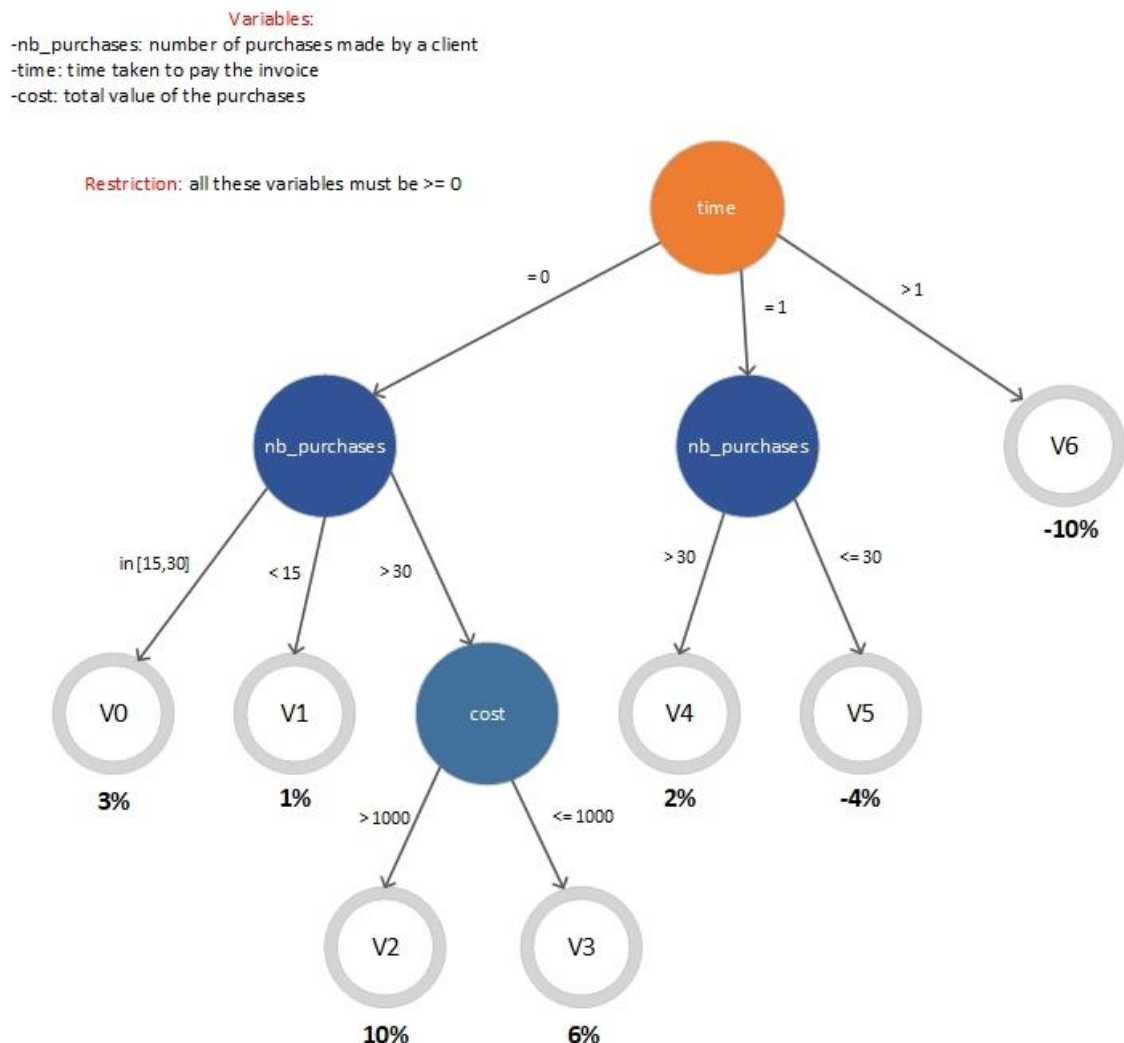 Variables:
-nb_purchases: number of purchases made by a client
-time: time taken to pay the invoice
-cost: total value of the purchases
Restriction: all these variables must be >= 0
time
= 0
= 1
> 1
nb_purchases
nb_purchases
V6
-10%
in [15,30]
< 15
> 30
> 30
<= 30
V0
V1
cost
V4
V5
3%
1%
2%
-4%
> 1000
<= 1000
V2
V3
10%
6%